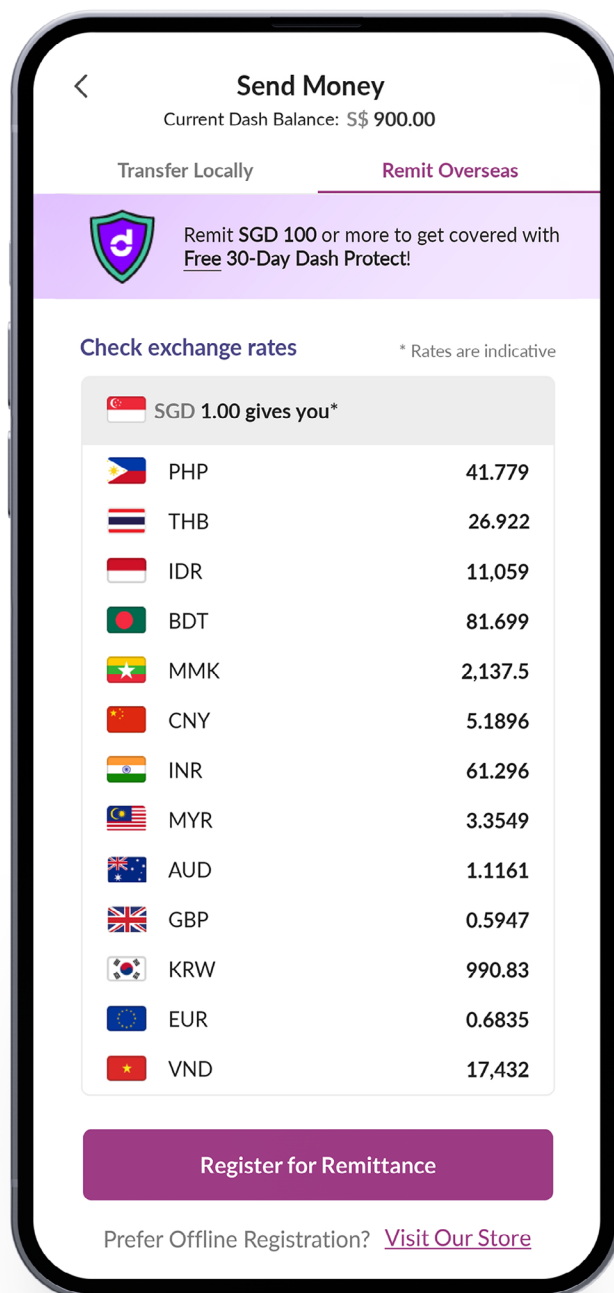 Send Money
Current Dash Balance: S$ 900.00
Transfer Locally
Remit Overseas
Remit SGD 100 or more to get covered with
Free 30-Day Dash Protect!
Check exchange rates
* Rates are indicative
SGD 1.00 gives you*
PHP 41.779
THB 26.922
IDR 11,059
BDT 81.699
MMK 2,137.5
CNY 5.1896
INR 61.296
MYR 3.3549
AUD 1.1161
GBP 0.5947
KRW 990.83
EUR 0.6835
VND 17,432
Register for Remittance
Prefer Offline Registration? Visit Our Store